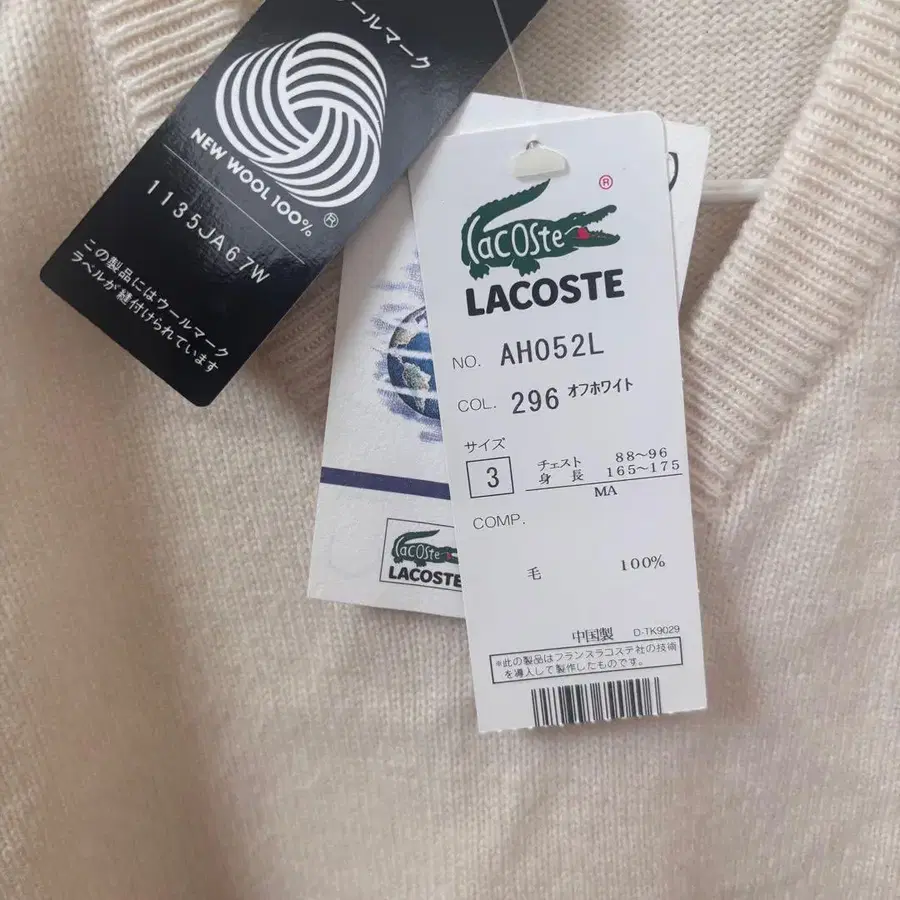 ウールマーク
NEW WOOL 100%
®
1135JA67W
この製品にはウールマーク
ラベルが縫付けられています
®
Lacoste
LACOSTE
NO. AH052L
COL. 296 オフホワイト
サイズ
3
チェスト 88～96
身長 165～175
MA
COMP.
毛 100%
中国製 D-TK9029
*此の製品はフランスラコステ社の技術
を導入して製作したものです。
Lacoste
LACOSTE